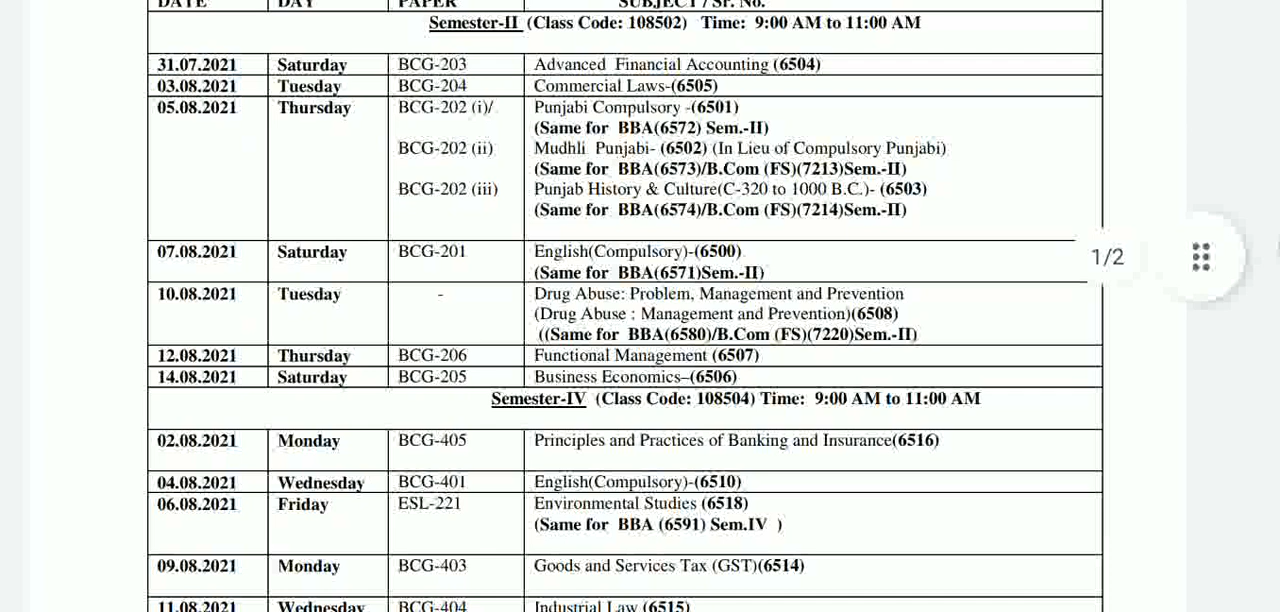 DATE DAY PAPER SUBJECT / Sr. No.
Semester-II (Class Code: 108502) Time: 9:00 AM to 11:00 AM
31.07.2021 Saturday BCG-203 Advanced Financial Accounting (6504)
03.08.2021 Tuesday BCG-204 Commercial Laws-(6505)
05.08.2021 Thursday BCG-202 (i)/ Punjabi Compulsory -(6501)
(Same for BBA(6572) Sem.-II)
BCG-202 (ii) Mudhli Punjabi- (6502) (In Lieu of Compulsory Punjabi)
(Same for BBA(6573)/B.Com (FS)(7213)Sem.-II)
BCG-202 (iii) Punjab History & Culture(C-320 to 1000 B.C.)- (6503)
(Same for BBA(6574)/B.Com (FS)(7214)Sem.-II)
07.08.2021 Saturday BCG-201 English(Compulsory)-(6500)
1/2
(Same for BBA(6571)Sem.-II)
10.08.2021 Tuesday - Drug Abuse: Problem, Management and Prevention
(Drug Abuse : Management and Prevention)(6508)
((Same for BBA(6580)/B.Com (FS)(7220)Sem.-II)
12.08.2021 Thursday BCG-206 Functional Management (6507)
14.08.2021 Saturday BCG-205 Business Economics–(6506)
Semester-IV (Class Code: 108504) Time: 9:00 AM to 11:00 AM
02.08.2021 Monday BCG-405 Principles and Practices of Banking and Insurance(6516)
04.08.2021 Wednesday BCG-401 English(Compulsory)-(6510)
06.08.2021 Friday ESL-221 Environmental Studies (6518)
(Same for BBA (6591) Sem.IV )
09.08.2021 Monday BCG-403 Goods and Services Tax (GST)(6514)
11.08.2021 Wednesday BCG-404 Industrial Law (6515)